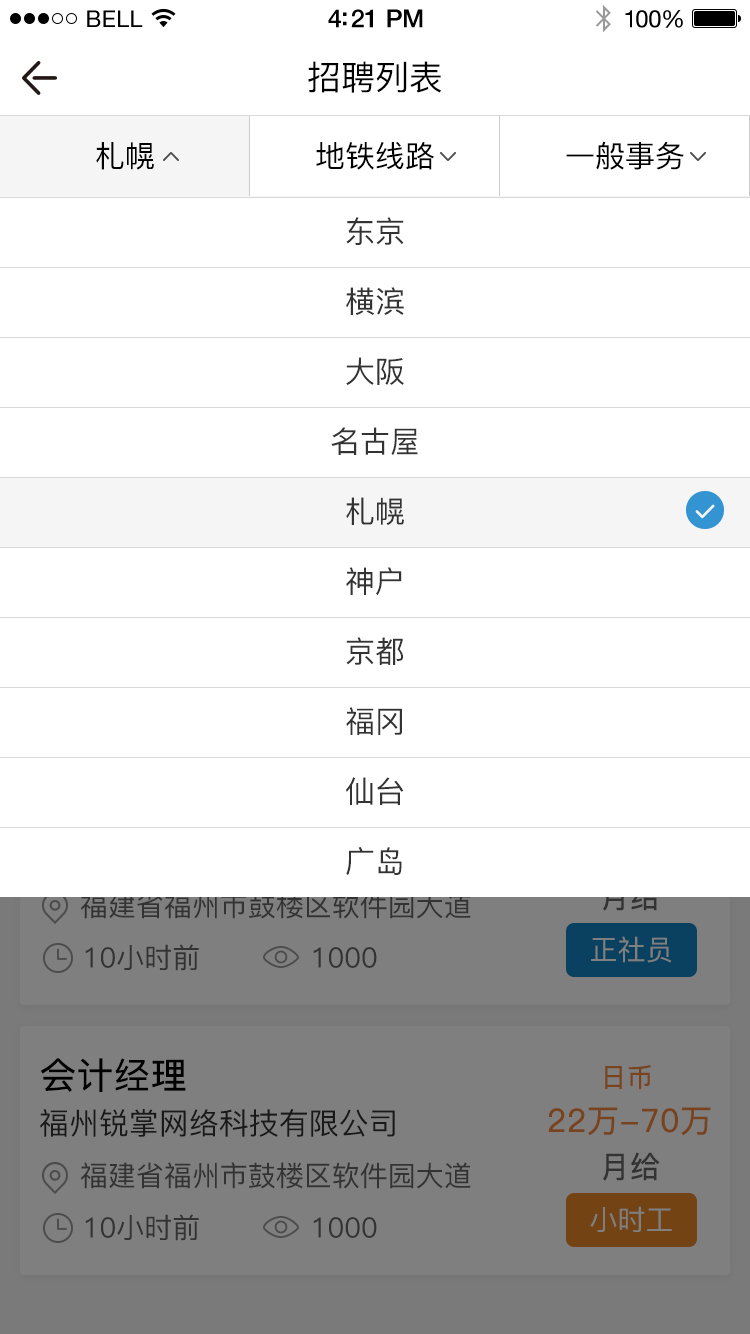 BELL 4:21 PM 100%
招聘列表
札幌 地铁线路 一般事务
东京
横滨
大阪
名古屋
札幌
神户
京都
福冈
仙台
广岛
福建省福州市鼓楼区软件园大道 月给
10小时前 1000 正社员
会计经理 日币
福州锐掌网络科技有限公司 22万–70万
福建省福州市鼓楼区软件园大道 月给
10小时前 1000 小时工